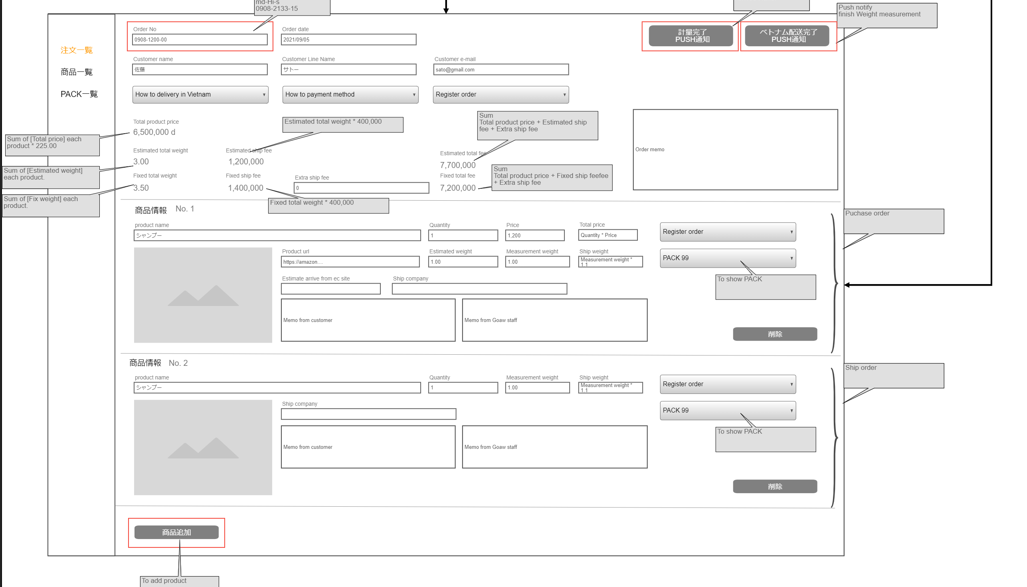 md-Hi-s
0908-2133-15
Push notify
finish Weight measurement
Order No
0908-1200-00
Order date
2021/09/05
計量完了
PUSH通知
ベトナム配送完了
PUSH通知
注文一覧
商品一覧
PACK一覧
Customer name
佐藤
Customer Line Name
サトー
Customer e-mail
sato@gmail.com
How to delivery in Vietnam
How to payment method
Register order
Total product price
6,500,000 d
Estimated total weight * 400,000
Sum
Total product price + Estimated ship
fee + Extra ship fee
Order memo
Sum of [Total price] each
product * 225.00
Estimated total weight
3.00
Estimated ship fee
1,200,000
Estimated total fee
7,700,000
Sum of [Estimated weight]
each product.
Fixed total weight
3.50
Fixed ship fee
1,400,000
Extra ship fee
0
Fixed total fee
7,200,000
Sum
Total product price + Fixed ship feefee
+ Extra ship fee
Sum of [Fix weight] each
product.
Fixed total weight * 400,000
商品情報 No. 1
product name
シャンプー
Quantity
1
Price
1,200
Total price
Quantity * Price
Register order
Puchase order
Product url
https://amazon...
Estimated weight
1.00
Measurement weight
1.00
Ship weight
Measurement weight *
1.1
PACK 99
To show PACK
Estimate arrive from ec site
Ship company
Memo from customer
Memo from Goaw staff
削除
商品情報 No. 2
product name
シャンプー
Quantity
1
Measurement weight
1.00
Ship weight
Measurement weight *
1.1
Register order
Ship order
Ship company
PACK 99
To show PACK
Memo from customer
Memo from Goaw staff
削除
商品追加
To add product